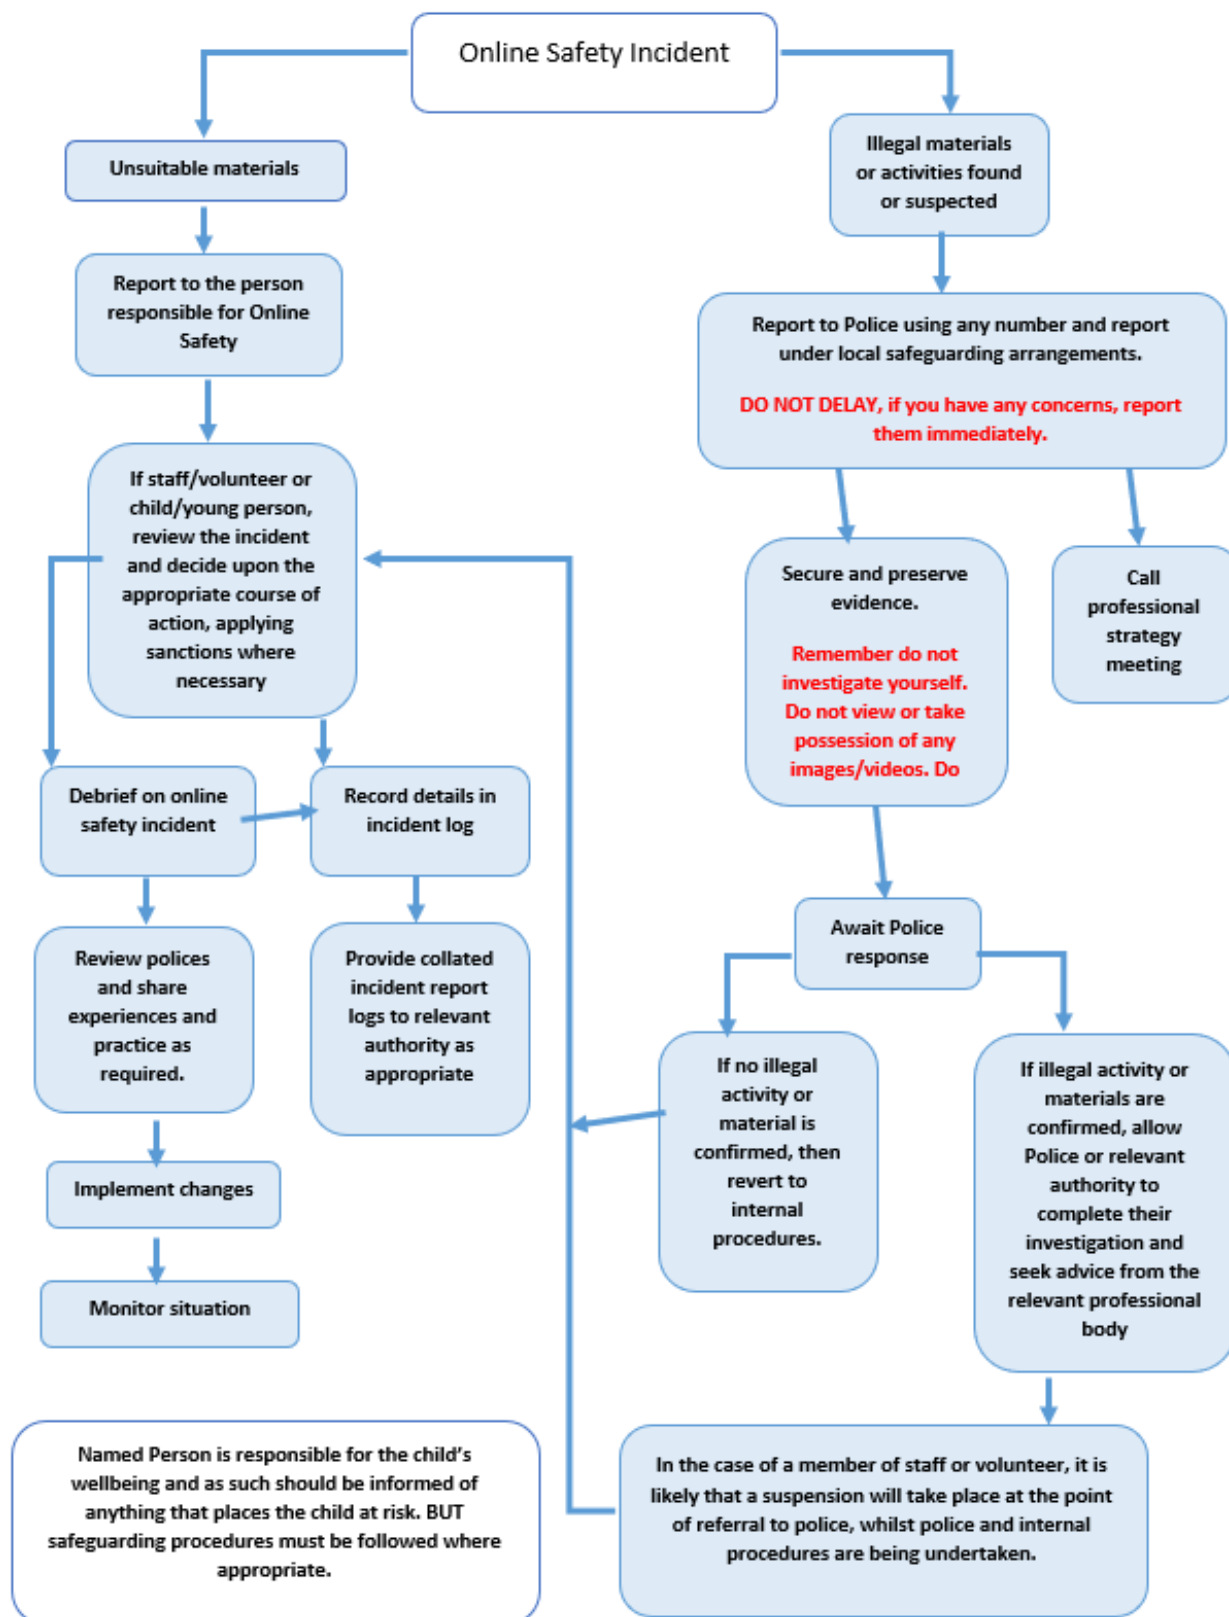 Online Safety Incident
Unsuitable materials
Illegal materials
or activities found
or suspected
Report to the person
responsible for Online
Safety
Report to Police using any number and report
under local safeguarding arrangements.
DO NOT DELAY, if you have any concerns, report
them immediately.
If staff/volunteer or
child/young person,
review the incident
and decide upon the
appropriate course of
action, applying
sanctions where
necessary
Secure and preserve
evidence.
Remember do not
investigate yourself.
Do not view or take
possession of any
images/videos. Do
Call
professional
strategy
meeting
Debrief on online
safety incident
Record details in
incident log
Await Police
response
Review polices
and share
experiences and
practice as
required.
Provide collated
incident report
logs to relevant
authority as
appropriate
If no illegal
activity or
material is
confirmed, then
revert to
internal
procedures.
If illegal activity or
materials are
confirmed, allow
Police or relevant
authority to
complete their
investigation and
seek advice from the
relevant professional
body
Implement changes
Monitor situation
Named Person is responsible for the child’s
wellbeing and as such should be informed of
anything that places the child at risk. BUT
safeguarding procedures must be followed where
appropriate.
In the case of a member of staff or volunteer, it is
likely that a suspension will take place at the point
of referral to police, whilst police and internal
procedures are being undertaken.